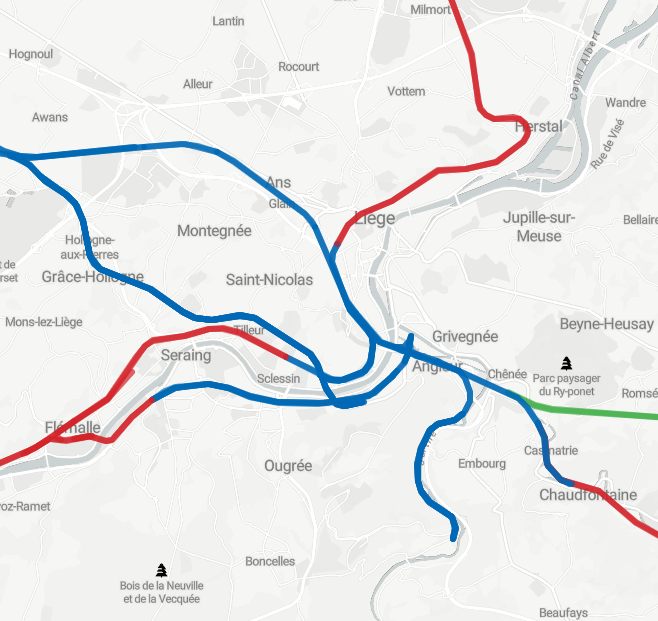 Milmort
Lantin
Hognoul
Rocourt
Alleur
Vottem
Canal Albert
Wandre
Awans
Herstal
Rue de Visé
Ans
Liège
Jupille-sur-
Meuse
Bellaire
Montegnée
Hollogne-
aux-Pierres
Grâce-Hollogne
Saint-Nicolas
Mons-lez-Liège
Tilleur
Beyne-Heusay
Grivegnée
Seraing
Angleur
Chênée
Sclessin
Parc paysager
du Ry-ponet
Flémalle
Embourg
Ougrée
Chaudfontaine
Boncelles
Bois de la Neuville
et de la Vecquée
Beaufays